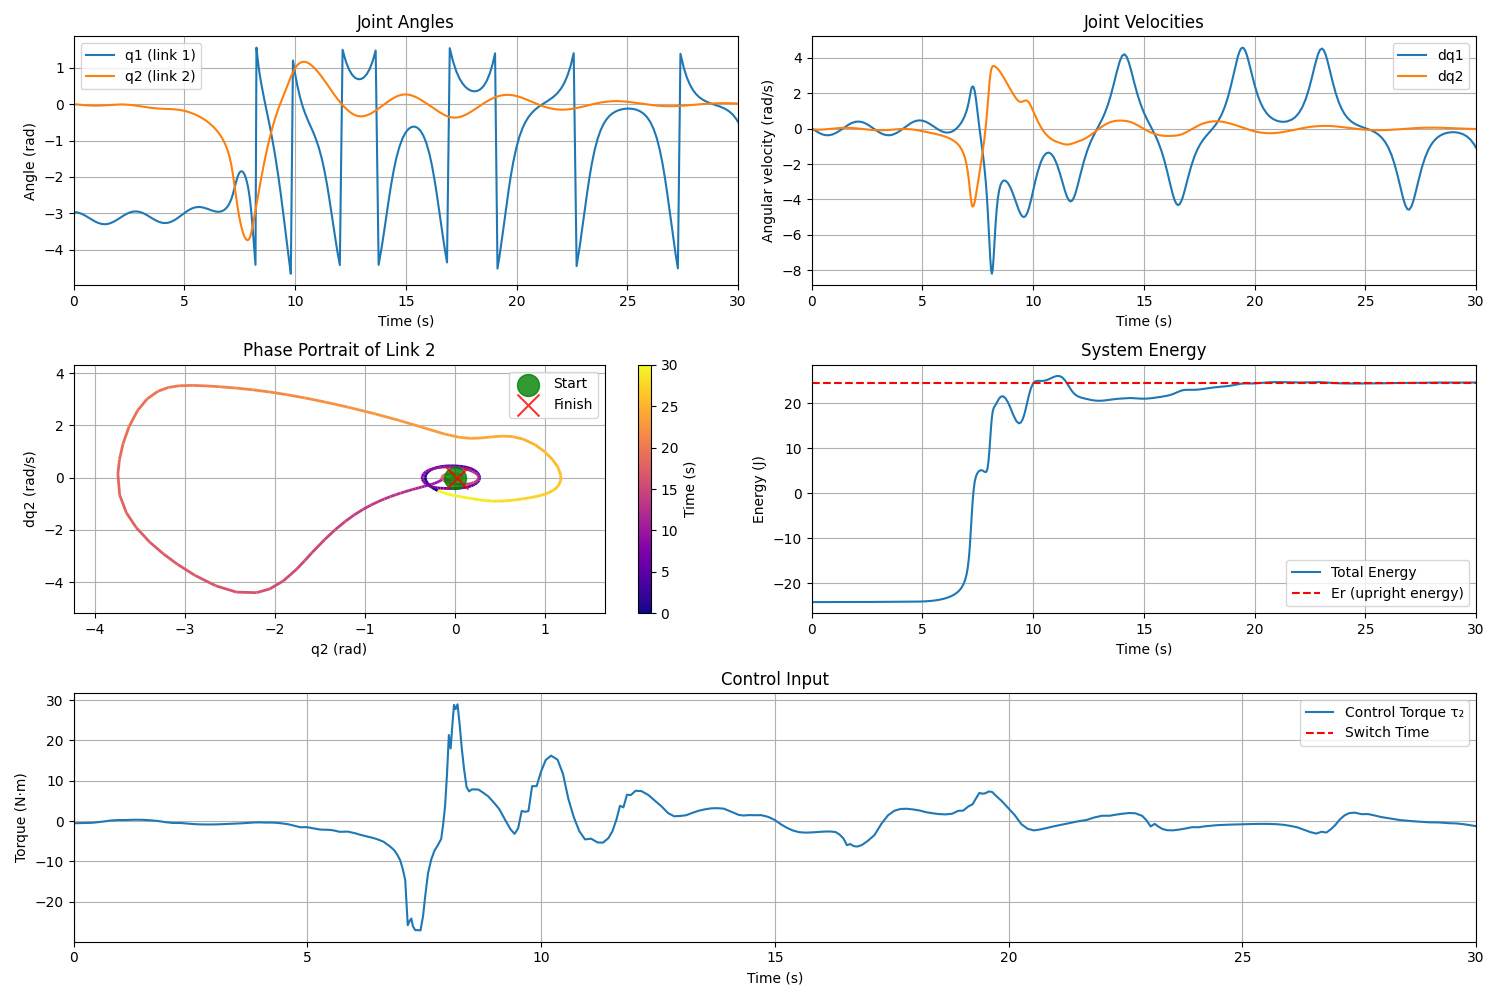 Joint Angles
Angle (rad)
1
0
−1
−2
−3
−4
q1 (link 1)
q2 (link 2)
0 5 10 15 20 25 30
Time (s)
Joint Velocities
Angular velocity (rad/s)
4
2
0
−2
−4
−6
−8
dq1
dq2
0 5 10 15 20 25 30
Time (s)
Phase Portrait of Link 2
dq2 (rad/s)
4
2
0
−2
−4
Start
Finish
−4 −3 −2 −1 0 1
q2 (rad)
Time (s)
30
25
20
15
10
5
0
System Energy
Energy (J)
20
10
0
−10
−20
Total Energy
Er (upright energy)
0 5 10 15 20 25 30
Time (s)
Control Input
Torque (N·m)
30
20
10
0
−10
−20
Control Torque τ₂
Switch Time
0 5 10 15 20 25 30
Time (s)